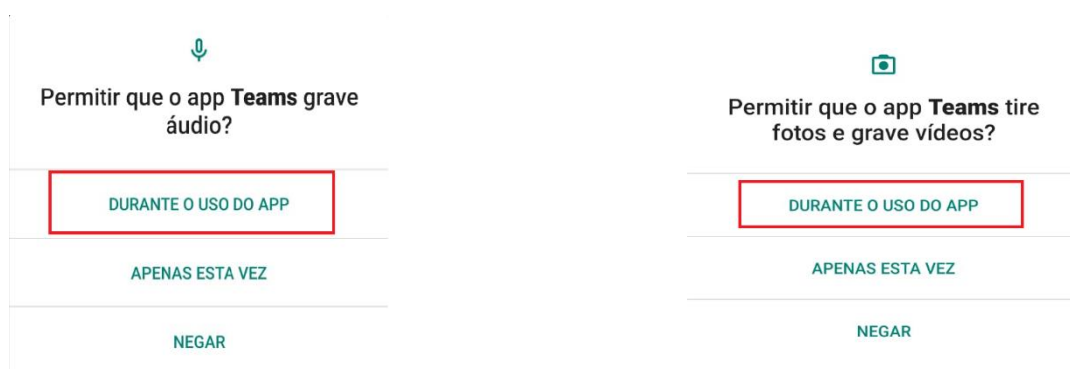 Permitir que o app Teams grave
áudio?
DURANTE O USO DO APP
APENAS ESTA VEZ
NEGAR
Permitir que o app Teams tire
fotos e grave vídeos?
DURANTE O USO DO APP
APENAS ESTA VEZ
NEGAR